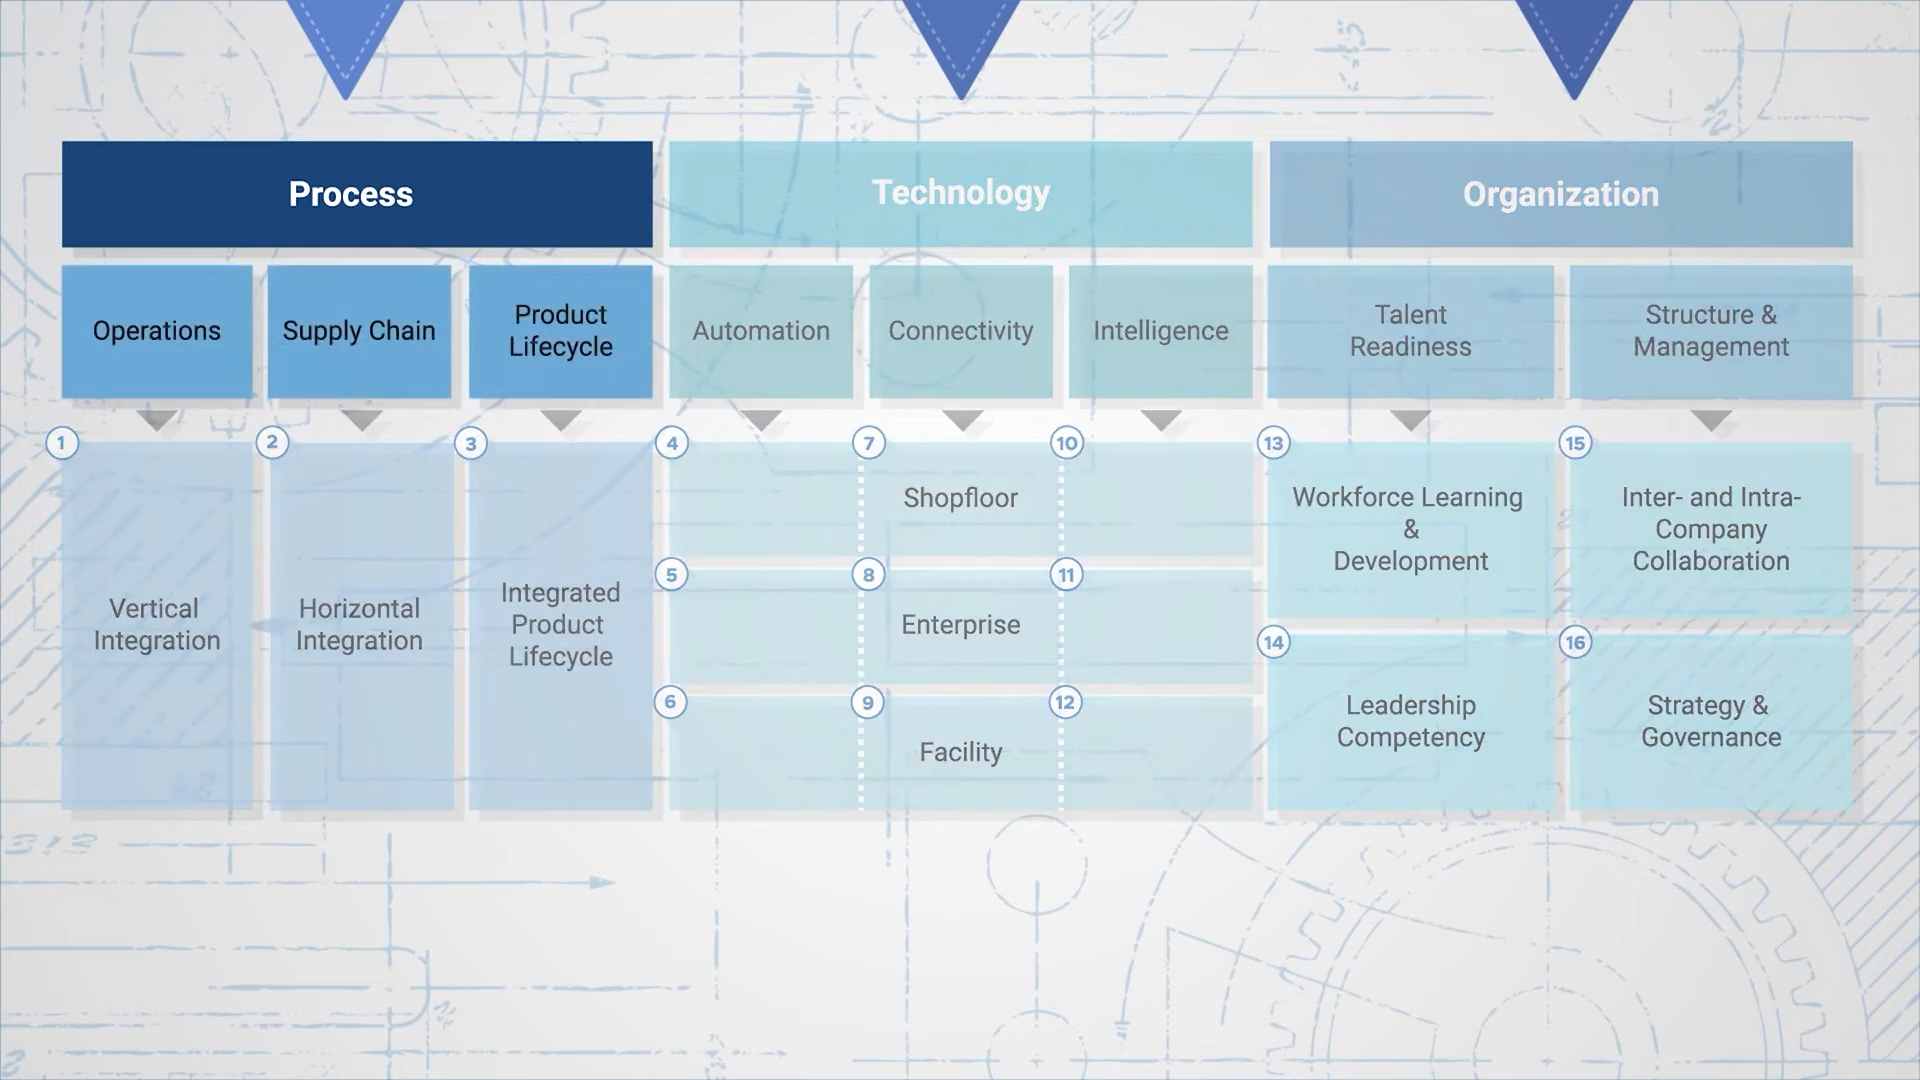 Process
Technology
Organization
Operations
Supply Chain
Product
Lifecycle
Automation
Connectivity
Intelligence
Talent
Readiness
Structure &
Management
1
2
3
4
7
10
13
15
Vertical
Integration
Horizontal
Integration
Integrated
Product
Lifecycle
Shopfloor
5
8
11
Enterprise
6
9
12
Facility
Workforce Learning
&
Development
Inter- and Intra-
Company
Collaboration
14
16
Leadership
Competency
Strategy &
Governance